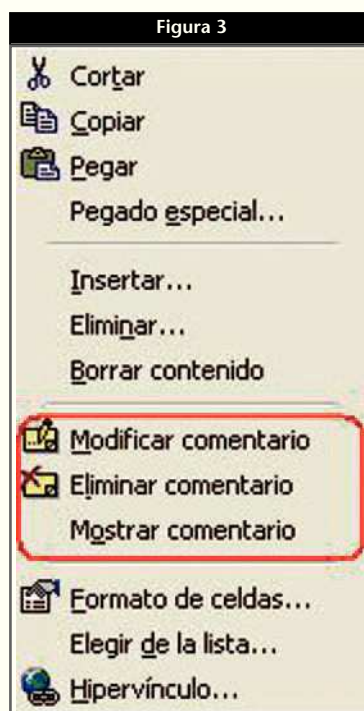 Figura 3
Cortar
Copiar
Pegar
Pegado especial...
Insertar...
Eliminar...
Borrar contenido
Modificar comentario
Eliminar comentario
Mostrar comentario
Formato de celdas...
Elegir de la lista...
Hipervínculo...